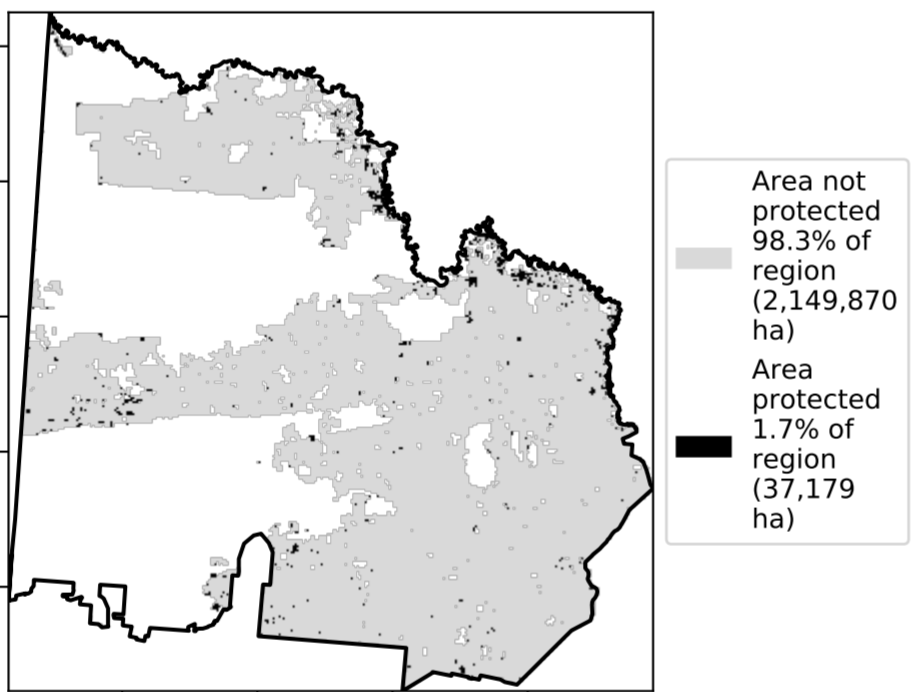 Area not
protected
98.3% of
region
(2,149,870
ha)
Area
protected
1.7% of
region
(37,179
ha)